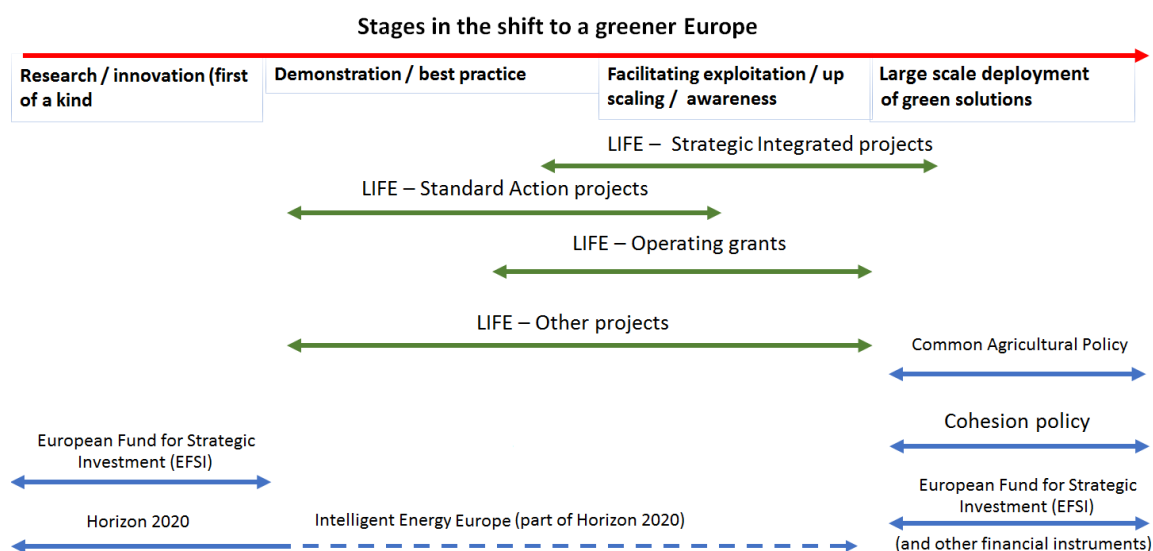 Stages in the shift to a greener Europe
Research / innovation (first
of a kind
Demonstration / best practice
Facilitating exploitation / up
scaling / awareness
Large scale deployment
of green solutions
LIFE – Strategic Integrated projects
LIFE – Standard Action projects
LIFE – Operating grants
LIFE – Other projects
Common Agricultural Policy
Cohesion policy
European Fund for Strategic
Investment (EFSI)
European Fund for Strategic
Investment (EFSI)
(and other financial instruments)
Horizon 2020
Intelligent Energy Europe (part of Horizon 2020)